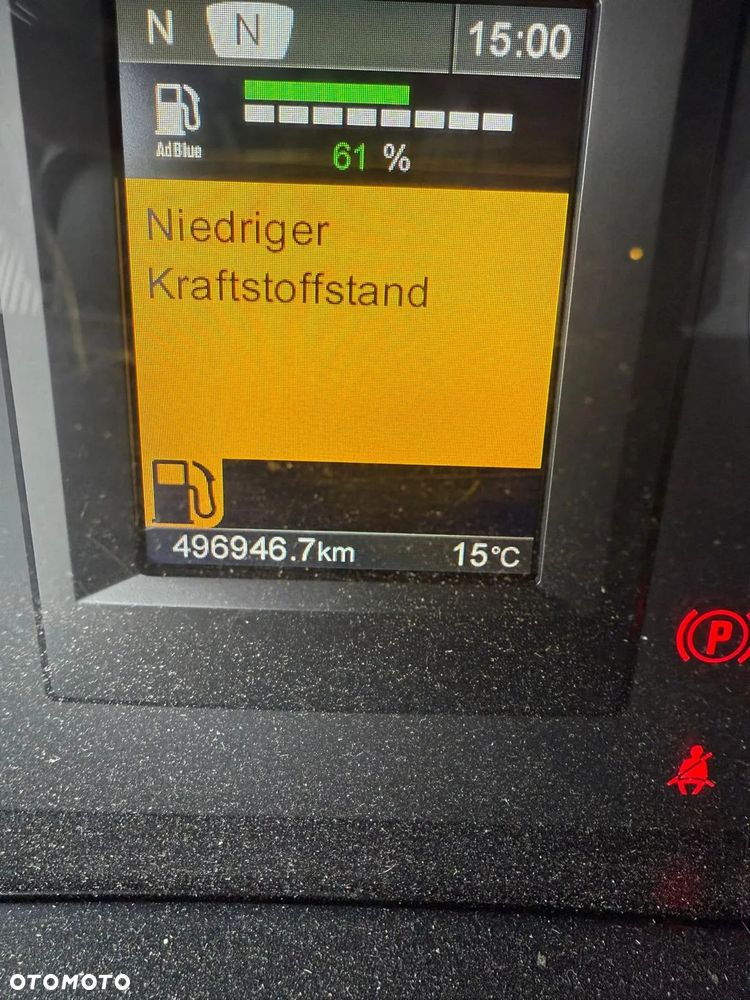 N N 15:00
AdBlue
61 %
Niedriger
Kraftstoffstand
496946.7km 15°C
P
OTOMOTO